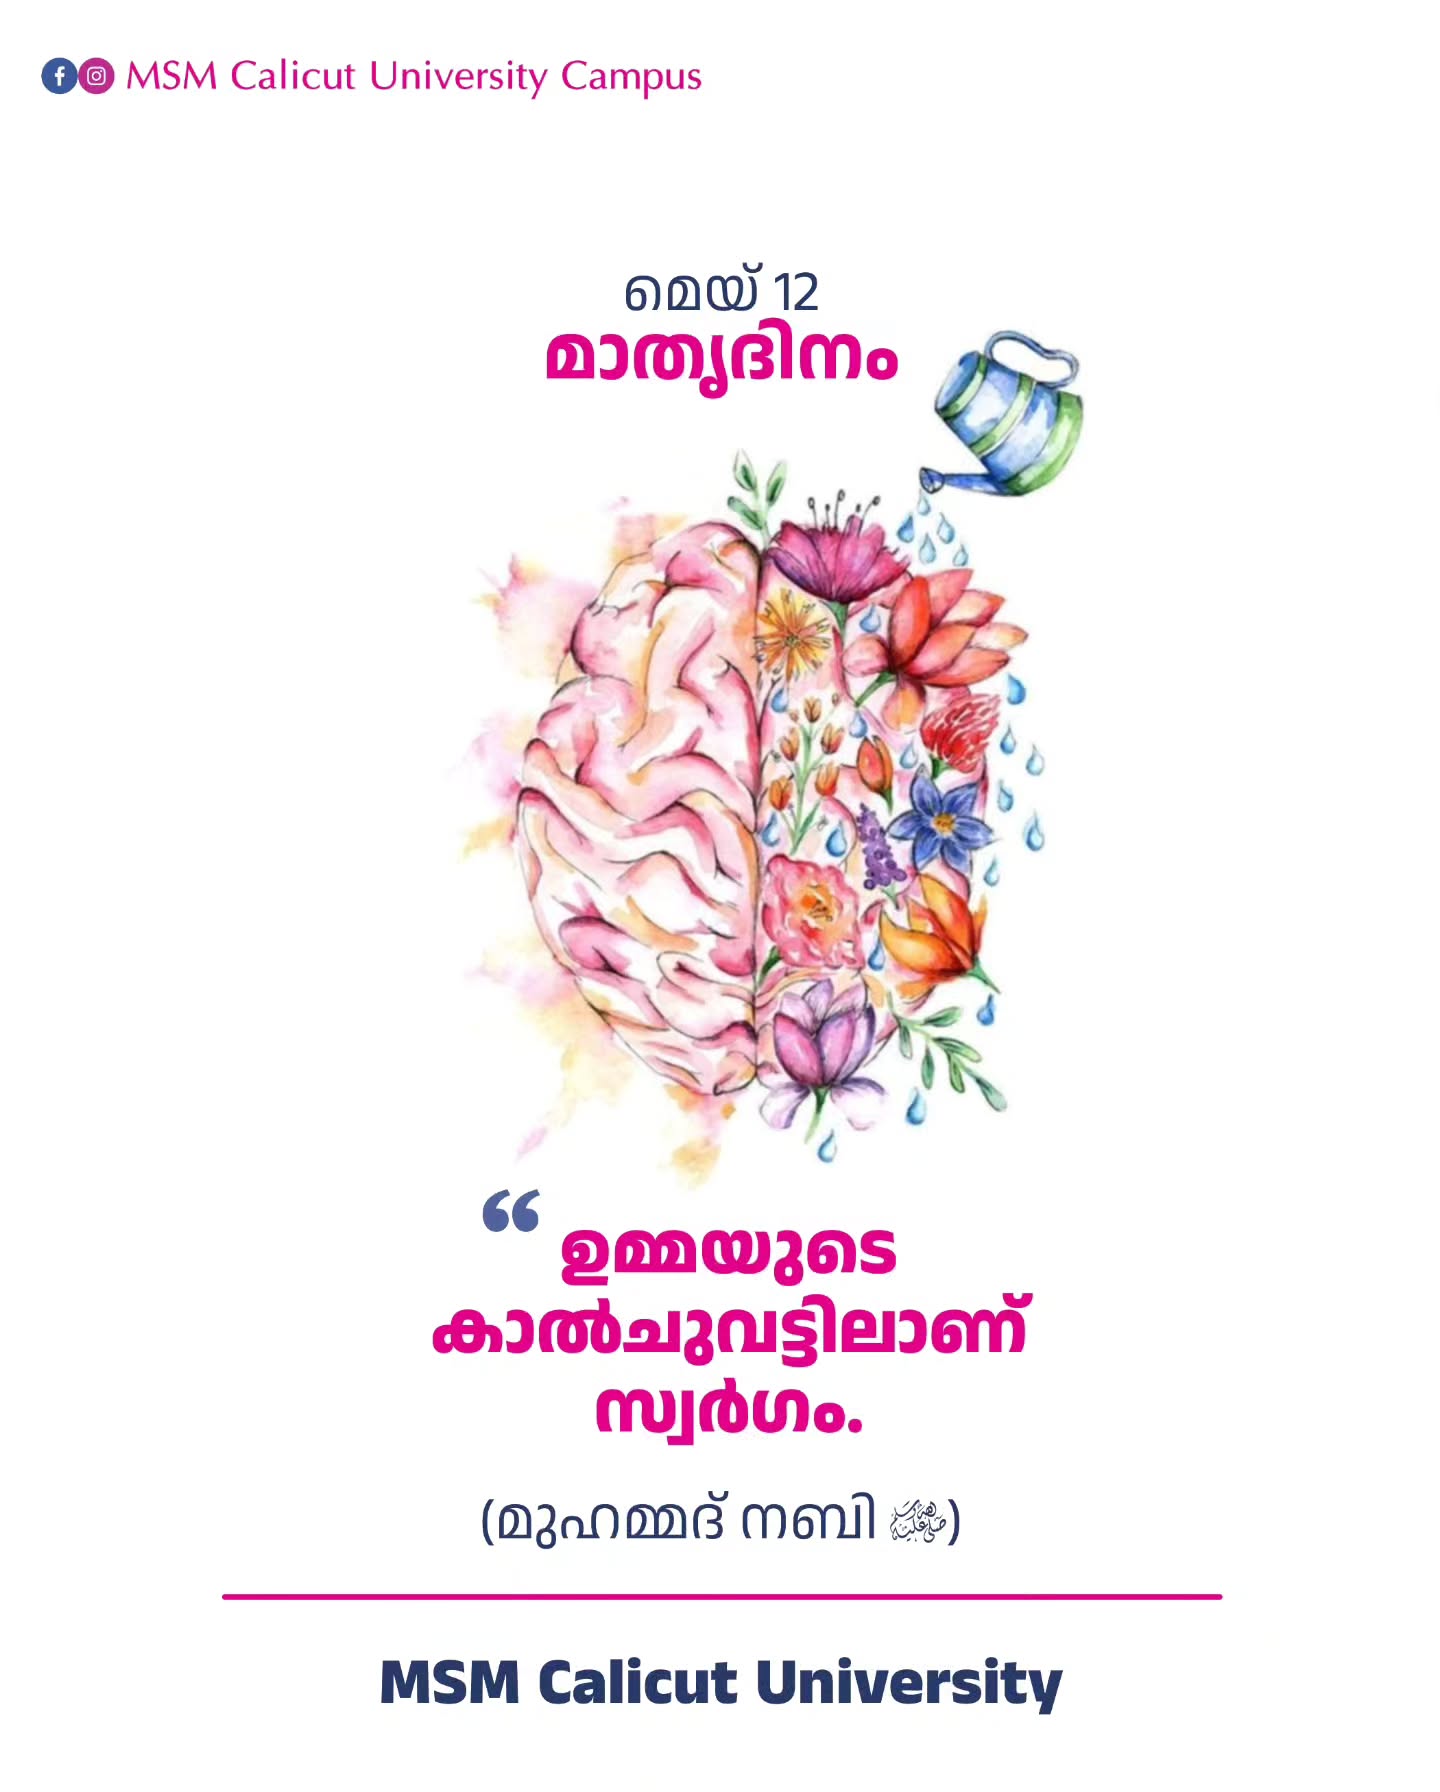 MSM Calicut University Campus
മെയ് 12
മാതൃദിനം
“ ഉമ്മയുടെ
കാൽചുവട്ടിലാണ്
സ്വർഗം.
(മുഹമ്മദ് നബി ﷺ)
MSM Calicut University